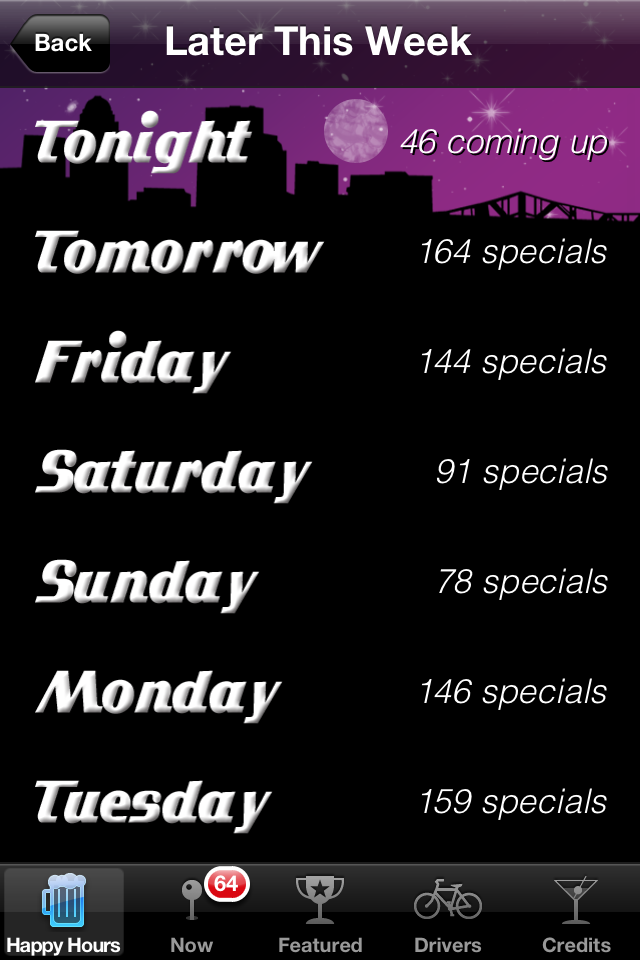 Back
Later This Week
Tonight 46 coming up
Tomorrow 164 specials
Friday 144 specials
Saturday 91 specials
Sunday 78 specials
Monday 146 specials
Tuesday 159 specials
64
Happy Hours Now Featured Drivers Credits